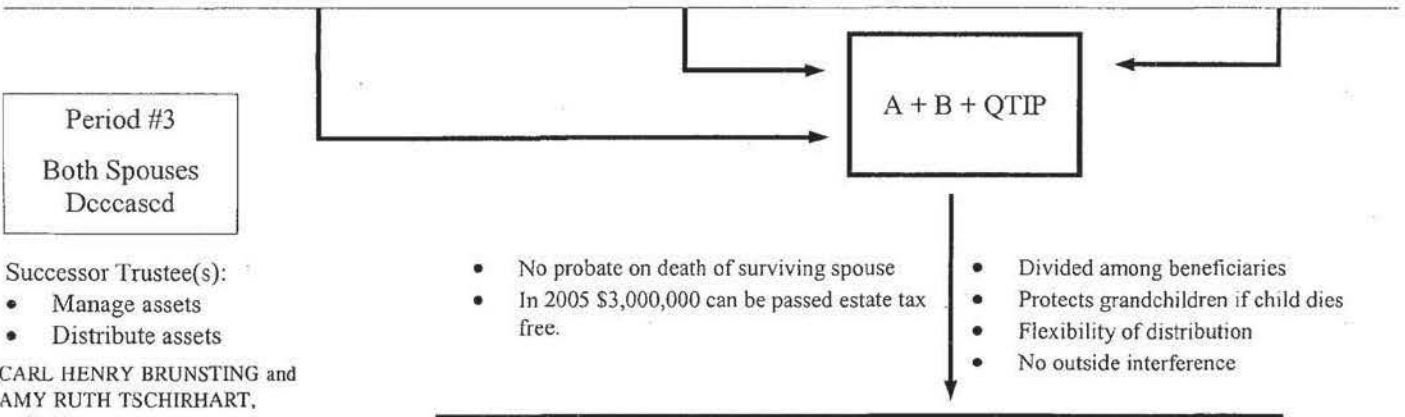 A + B + QTIP
Period #3
Both Spouses
Deceased
Successor Trustee(s):
• Manage assets
• Distribute assets
CARL HENRY BRUNSTING and
AMY RUTH TSCHIRHART,
• No probate on death of surviving spouse
• In 2005 $3,000,000 can be passed estate tax
free.
• Divided among beneficiaries
• Protects grandchildren if child dies
• Flexibility of distribution
• No outside interference